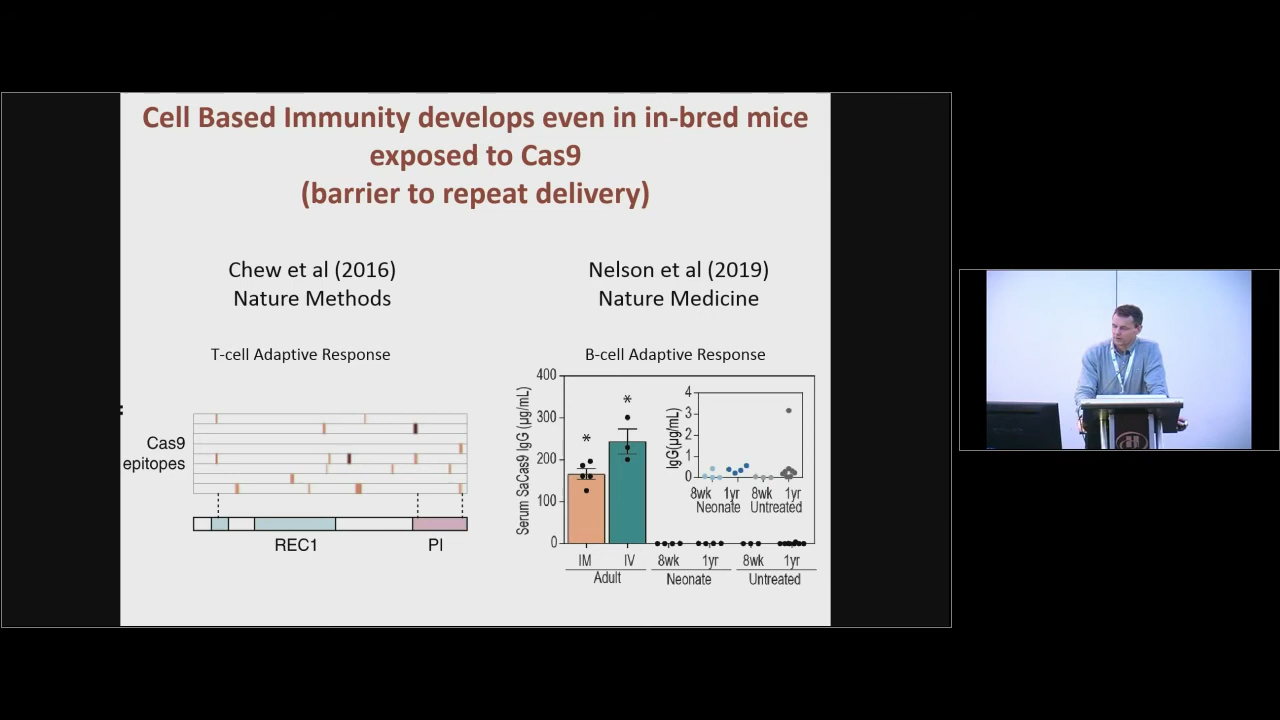 Cell Based Immunity develops even in in-bred mice
exposed to Cas9
(barrier to repeat delivery)
Chew et al (2016)
Nature Methods
T-cell Adaptive Response
Cas9
epitopes
REC1
PI
Nelson et al (2019)
Nature Medicine
B-cell Adaptive Response
Serum SaCas9 IgG (µg/mL)
400
300
200
100
0
*
*
IM
IV
8wk
1yr
8wk
1yr
Adult
Neonate
Untreated
IgG(µg/mL)
4
3
2
1
0
8wk
1yr
8wk
1yr
Neonate
Untreated